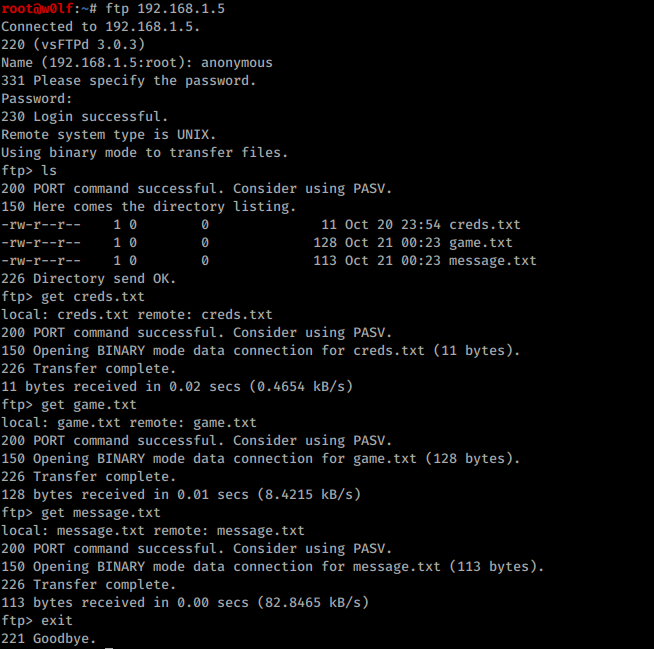 root@w0lf:~# ftp 192.168.1.5
Connected to 192.168.1.5.
220 (vsFTPd 3.0.3)
Name (192.168.1.5:root): anonymous
331 Please specify the password.
Password:
230 Login successful.
Remote system type is UNIX.
Using binary mode to transfer files.
ftp> ls
200 PORT command successful. Consider using PASV.
150 Here comes the directory listing.
-rw-r--r--    1 0        0              11 Oct 20 23:54 creds.txt
-rw-r--r--    1 0        0             128 Oct 21 00:23 game.txt
-rw-r--r--    1 0        0             113 Oct 21 00:23 message.txt
226 Directory send OK.
ftp> get creds.txt
local: creds.txt remote: creds.txt
200 PORT command successful. Consider using PASV.
150 Opening BINARY mode data connection for creds.txt (11 bytes).
226 Transfer complete.
11 bytes received in 0.02 secs (0.4654 kB/s)
ftp> get game.txt
local: game.txt remote: game.txt
200 PORT command successful. Consider using PASV.
150 Opening BINARY mode data connection for game.txt (128 bytes).
226 Transfer complete.
128 bytes received in 0.01 secs (8.4215 kB/s)
ftp> get message.txt
local: message.txt remote: message.txt
200 PORT command successful. Consider using PASV.
150 Opening BINARY mode data connection for message.txt (113 bytes).
226 Transfer complete.
113 bytes received in 0.00 secs (82.8465 kB/s)
ftp> exit
221 Goodbye.